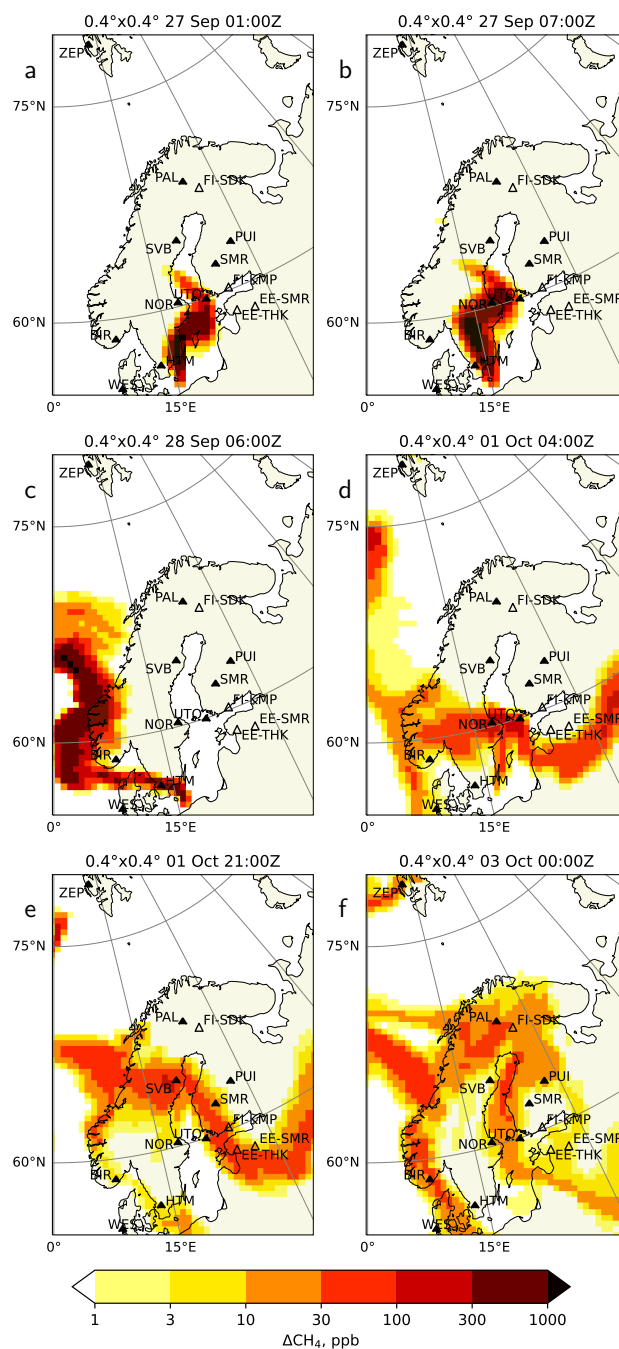 0.4°x0.4° 27 Sep 01:00Z
a
ZEP
75°N
PAL
FI-SDK
SVB
PUI
SMR
FI-KMP
UTO
NOR
EE-SMR
EE-THK
60°N
BIR
HTM
WES
0°
15°E
0.4°x0.4° 27 Sep 07:00Z
b
ZEP
75°N
PAL
FI-SDK
SVB
PUI
SMR
FI-KMP
UTO
NOR
EE-SMR
EE-THK
60°N
BIR
HTM
WES
0°
15°E
0.4°x0.4° 28 Sep 06:00Z
c
ZEP
75°N
PAL
FI-SDK
SVB
PUI
SMR
FI-KMP
UTO
NOR
EE-SMR
EE-THK
60°N
BIR
HTM
WES
0°
15°E
0.4°x0.4° 01 Oct 04:00Z
d
ZEP
75°N
PAL
FI-SDK
SVB
PUI
SMR
FI-KMP
UTO
NOR
EE-SMR
EE-THK
60°N
BIR
HTM
WES
0°
15°E
0.4°x0.4° 01 Oct 21:00Z
e
ZEP
75°N
PAL
FI-SDK
SVB
PUI
SMR
FI-KMP
UTO
NOR
EE-SMR
EE-THK
60°N
BIR
HTM
WES
0°
15°E
0.4°x0.4° 03 Oct 00:00Z
f
ZEP
75°N
PAL
FI-SDK
SVB
PUI
SMR
FI-KMP
UTO
NOR
EE-SMR
EE-THK
60°N
BIR
HTM
WES
0°
15°E
1 3 10 30 100 300 1000
ΔCH₄, ppb